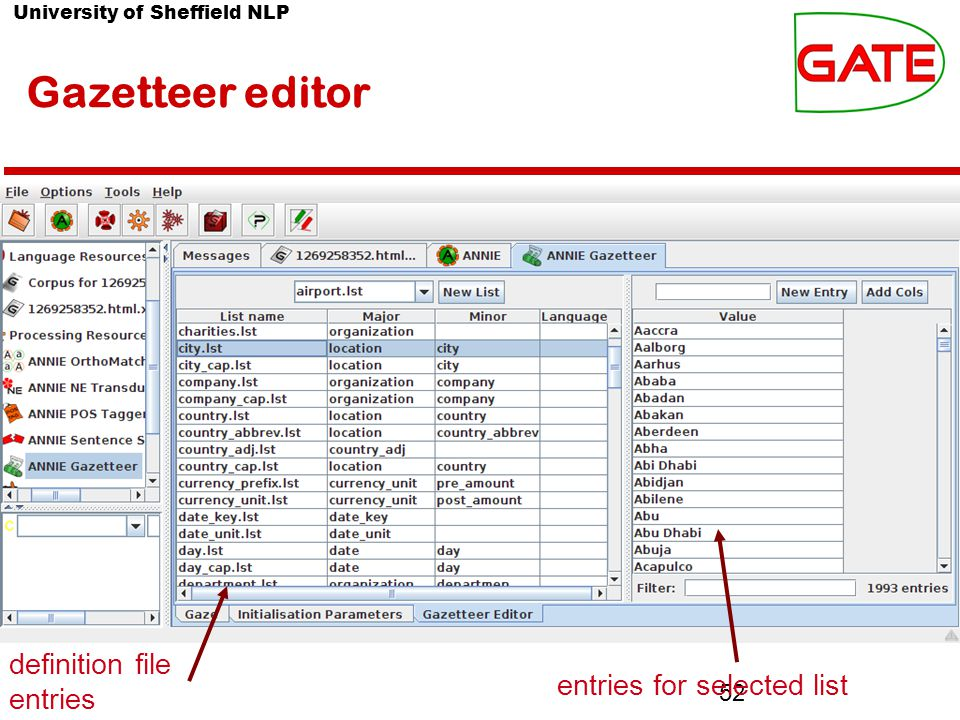 University of Sheffield NLP
GATE
Gazetteer editor
File Options Tools Help
Language Resources
Corpus for 126925
1269258352.html.x
Processing Resource
ANNIE OrthoMatch
ANNIE NE Transdu
ANNIE POS Tagger
ANNIE Sentence S
ANNIE Gazetteer
C
Messages 1269258352.html... ANNIE ANNIE Gazetteer
airport.lst New List
List name Major Minor Language
charities.lst organization
city.lst location city
city_cap.lst location city
company.lst organization company
company_cap.lst organization company
country.lst location country
country_abbrev.lst location country_abbrev
country_adj.lst country_adj
country_cap.lst location country
currency_prefix.lst currency_unit pre_amount
currency_unit.lst currency_unit post_amount
date_key.lst date_key
date_unit.lst date_unit
day.lst date day
day_cap.lst date day
department.lst organization departmen
New Entry Add Cols
Value
Aaccra
Aalborg
Aarhus
Ababa
Abadan
Abakan
Aberdeen
Abha
Abi Dhabi
Abidjan
Abilene
Abu
Abu Dhabi
Abuja
Acapulco
Filter: 1993 entries
Gaze Initialisation Parameters Gazetteer Editor
definition file
entries
entries for selected list
52